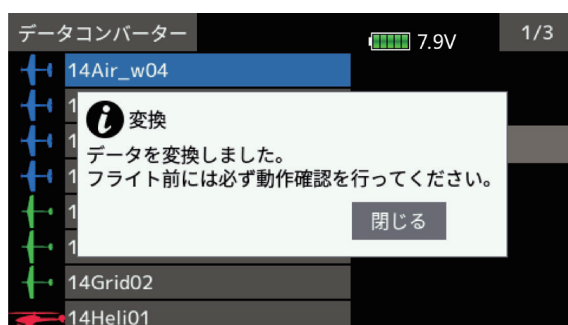 データコンバーター
7.9V
1/3
14Air_w04
変換
データを変換しました。
フライト前には必ず動作確認を行ってください。
閉じる
14Grid02
14Heli01